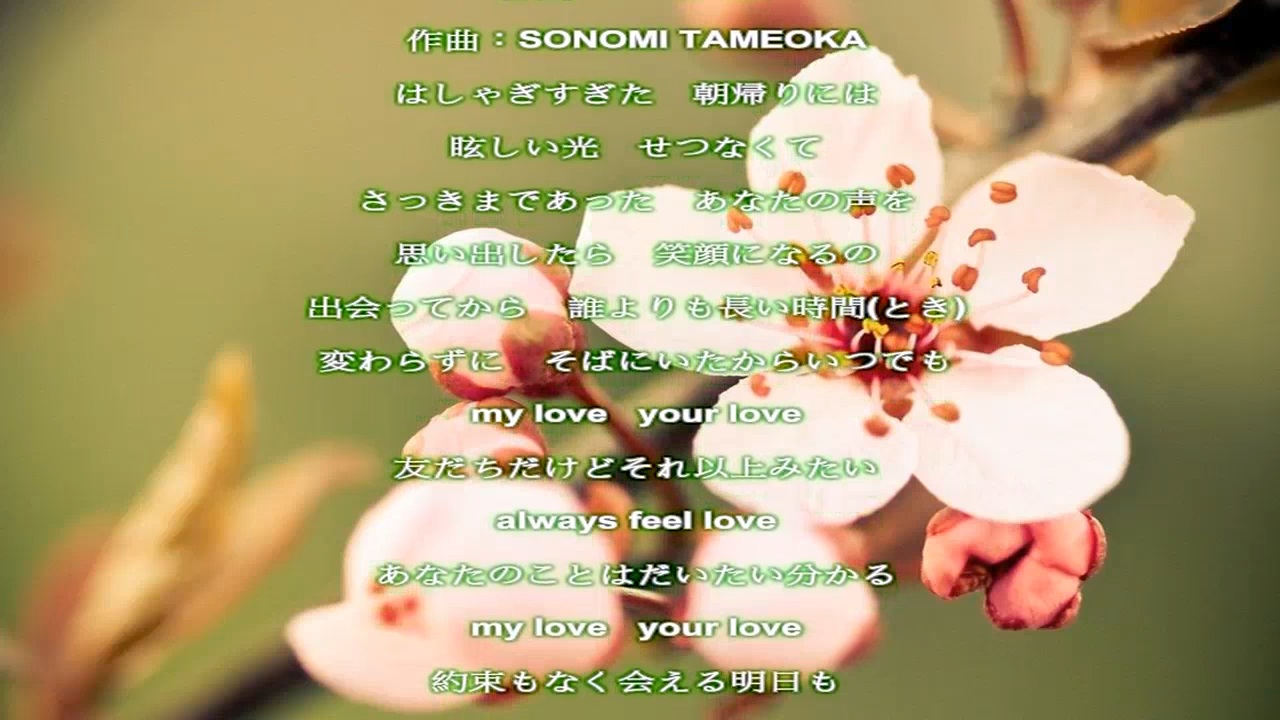 作曲：SONOMI TAMEOKA
はしゃぎすぎた　朝帰りには
眩しい光　せつなくて
さっきまであった　あなたの声を
思い出したら　笑顔になるの
出会ってから　誰よりも長い時間(とき)
変わらずに　そばにいたからいつでも
my love　your love
友だちだけどそれ以上みたい
always feel love
あなたのことはだいたい分かる
my love　your love
約束もなく会える明日も